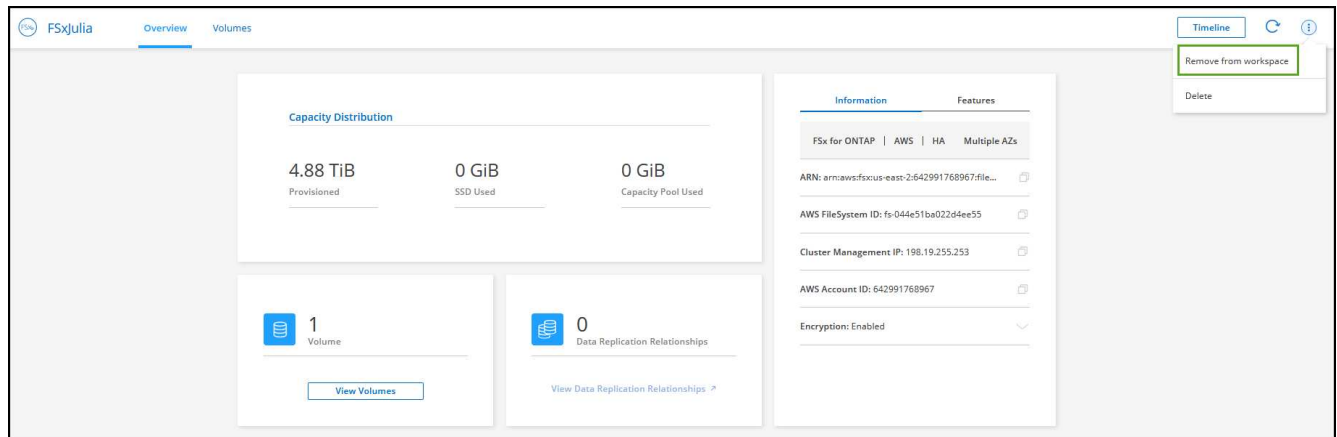 FSxJulia
Overview
Volumes
Timeline
Remove from workspace
Delete
Capacity Distribution
4.88 TiB
Provisioned
0 GiB
SSD Used
0 GiB
Capacity Pool Used
1
Volume
View Volumes
0
Data Replication Relationships
View Data Replication Relationships
Information
Features
FSx for ONTAP | AWS | HA Multiple AZs
ARN: arn:aws:fsx:us-east-2:642991768967:file...
AWS FileSystem ID: fs-044e51ba022d4ee55
Cluster Management IP: 198.19.255.253
AWS Account ID: 642991768967
Encryption: Enabled